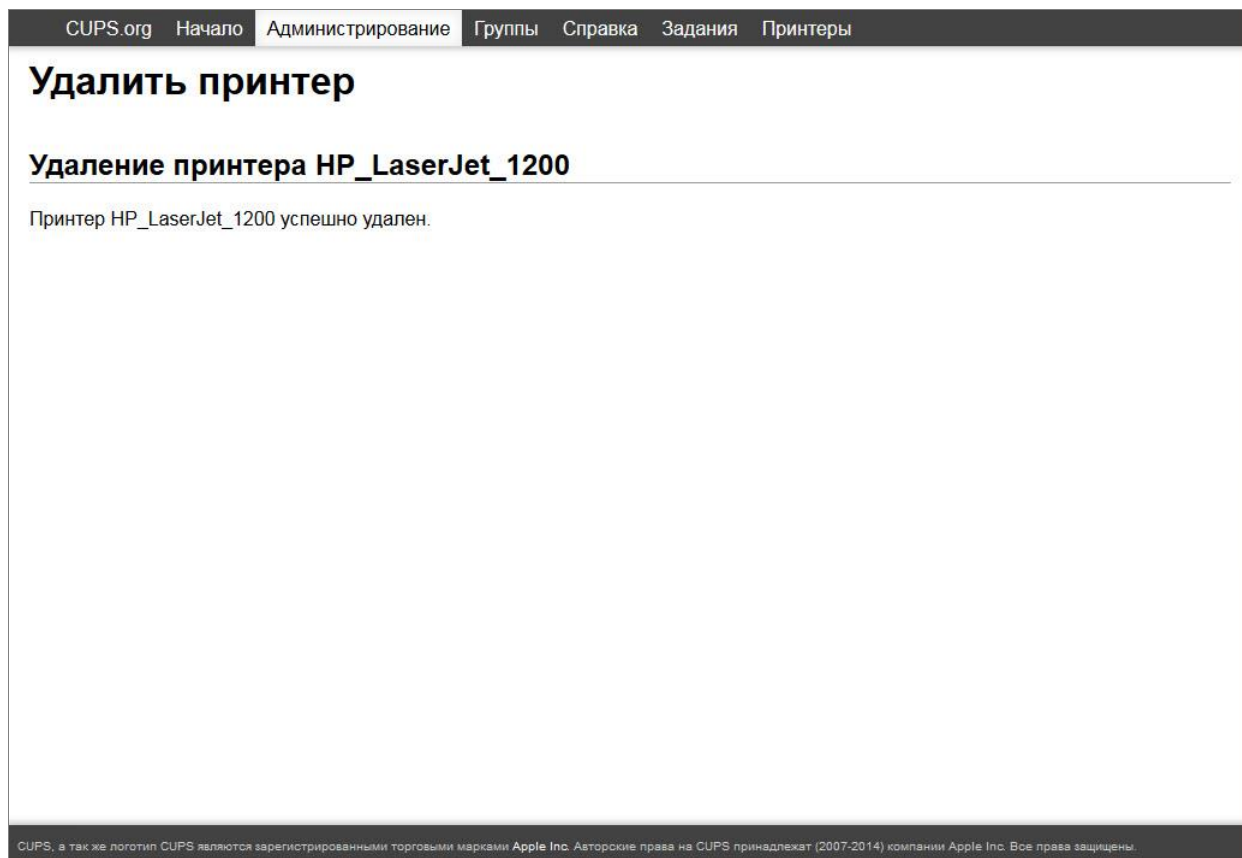 CUPS.org Начало Администрирование Группы Справка Задания Принтеры
Удалить принтер
Удаление принтера HP_LaserJet_1200
Принтер HP_LaserJet_1200 успешно удален.
CUPS, а так же логотип CUPS являются зарегистрированными торговыми марками Apple Inc. Авторские права на CUPS принадлежат (2007-2014) компании Apple Inc. Все права защищены.